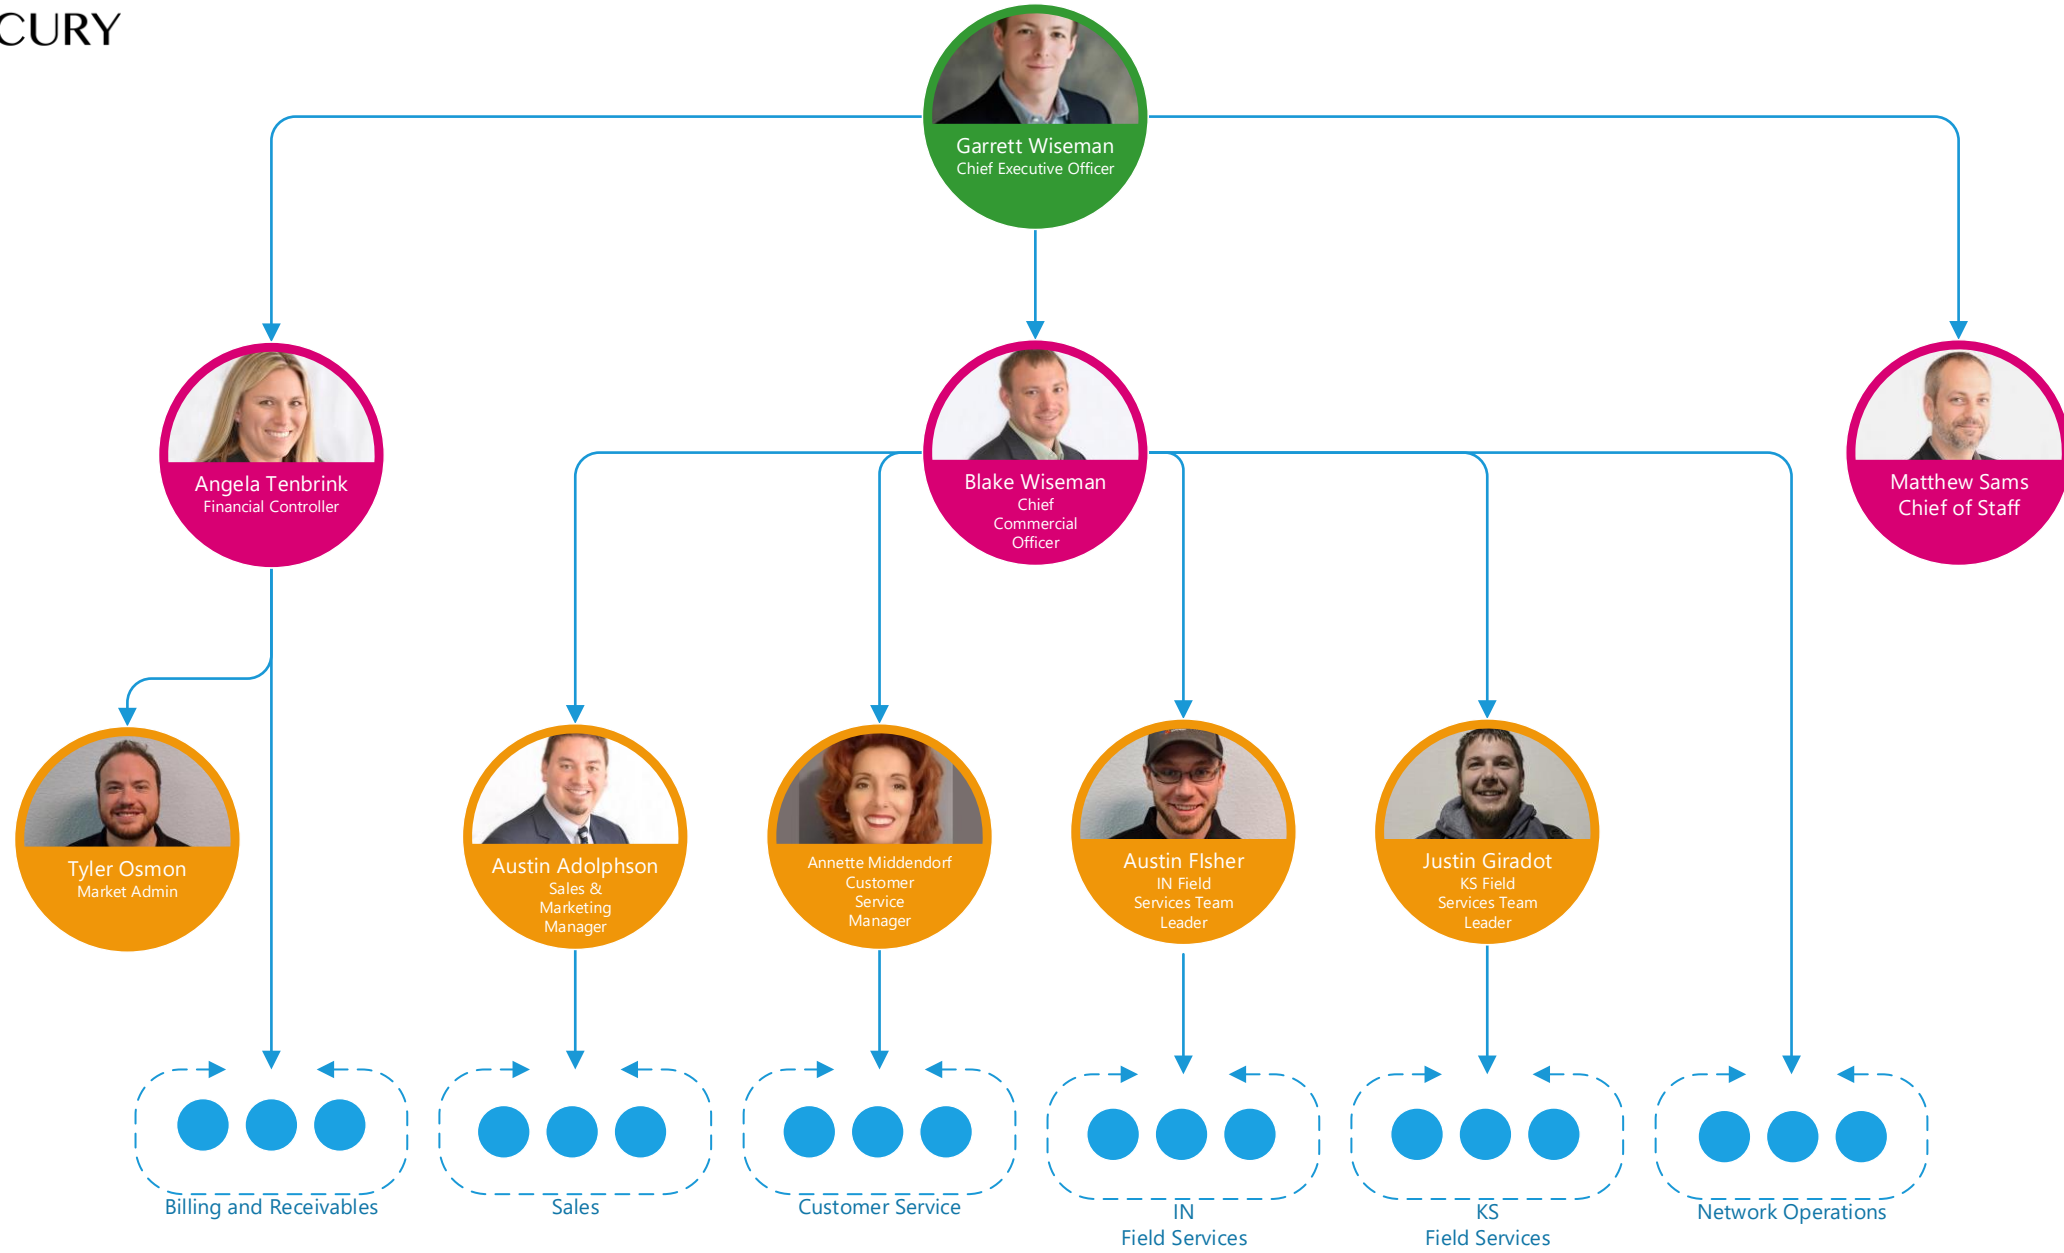 CURY
Garrett Wiseman
Chief Executive Officer
Angela Tenbrink
Financial Controller
Blake Wiseman
Chief
Commercial
Officer
Matthew Sams
Chief of Staff
Tyler Osmon
Market Admin
Austin Adolphson
Sales &
Marketing
Manager
Annette Middendorf
Customer
Service
Manager
Austin FIsher
IN Field
Services Team
Leader
Justin Giradot
KS Field
Services Team
Leader
Billing and Receivables
Sales
Customer Service
IN
Field Services
KS
Field Services
Network Operations